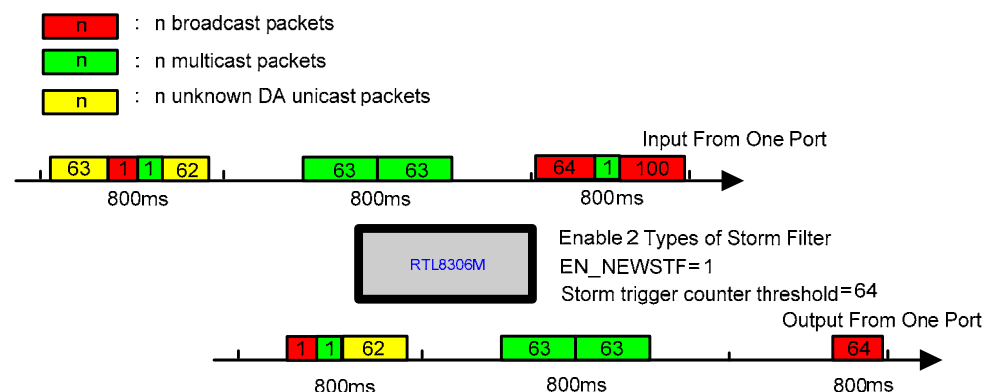 n : n broadcast packets
n : n multicast packets
n : n unknown DA unicast packets
Input From One Port
63 1 1 62 63 63 64 1 100
800ms 800ms 800ms
Enable 2 Types of Storm Filter
RTL8306M EN_NEWSTF=1
Storm trigger counter threshold=64
Output From One Port
1 1 62 63 63 64
800ms 800ms 800ms